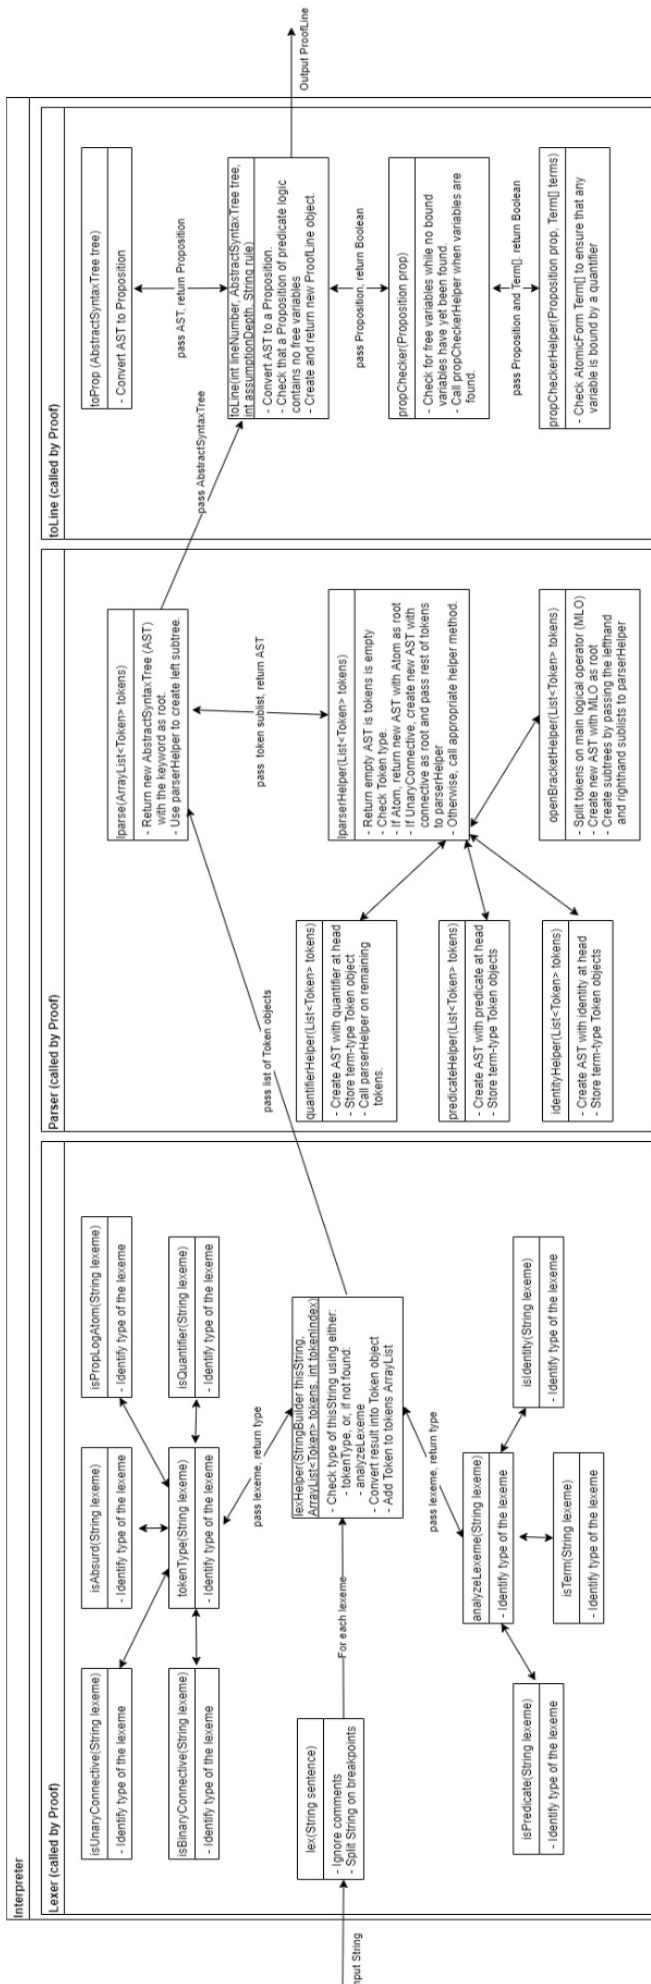 Interpreter
Lexer (called by Proof)
isUnaryConnective(String lexeme)
- Identify type of the lexeme
isAbsurd(String lexeme)
- Identify type of the lexeme
isPropLogAtom(String lexeme)
- Identify type of the lexeme
isBinaryConnective(String lexeme)
- Identify type of the lexeme
tokenType(String lexeme)
- Identify type of the lexeme
isQuantifier(String lexeme)
- Identify type of the lexeme
pass lexeme, return type
Input String
lex(String sentence)
- Ignore comments
- Split String on breakpoints
For each lexeme
lexHelper(StringBuilder thisString,
ArrayList<Token> tokens, int tokenIndex)
- Check type of thisString using either:
- tokenType, or, if not found:
- analyzeLexeme
- Convert result into Token object
- Add Token to tokens ArrayList
pass lexeme, return type
analyzeLexeme(String lexeme)
- Identify type of the lexeme
isPredicate(String lexeme)
- Identify type of the lexeme
isTerm(String lexeme)
- Identify type of the lexeme
isIdentity(String lexeme)
- Identify type of the lexeme
pass list of Token objects
Parser (called by Proof)
lparse(ArrayList<Token> tokens)
- Return new AbstractSyntaxTree (AST)
with the keyword as root.
- Use parserHelper to create left subtree.
pass token sublist, return AST
quantifierHelper(List<Token> tokens)
- Create AST with quantifier at head
- Store term-type Token object
- Call parserHelper on remaining
tokens.
lparserHelper(List<Token> tokens)
- Return empty AST is tokens is empty
- Check Token type.
- If Atom, return new AST with Atom as root
- If UnaryConnective, create new AST with
connective as root and pass rest of tokens
to parserHelper
- Otherwise, call appropriate helper method.
predicateHelper(List<Token> tokens)
- Create AST with predicate at head
- Store term-type Token objects
identityHelper(List<Token> tokens)
- Create AST with identity at head
- Store term-type Token objects
openBracketHelper(List<Token> tokens)
- Split tokens on main logical operator (MLO)
- Create new AST with MLO as root
- Create subtrees by passing the lefthand
and righthand sublists to parserHelper
pass AbstractSyntaxTree
toLine (called by Proof)
toProp (AbstractSyntaxTree tree)
- Convert AST to Proposition
pass AST, return Proposition
toLine(int lineNumber, AbstractSyntaxTree tree,
int assumptionDepth, String rule)
- Convert AST to a Proposition.
- Check that a Proposition of predicate logic
contains no free variables
- Create and return new ProofLine object.
Output ProofLine
pass Proposition, return Boolean
propChecker(Proposition prop)
- Check for free variables while no bound
variables have yet been found.
- Call propCheckerHelper when variables are
found.
pass Proposition and Term[], return Boolean
propCheckerHelper(Proposition prop, Term[] terms)
- Check AtomicForm Term[] to ensure that any
variable is bound by a quantifier